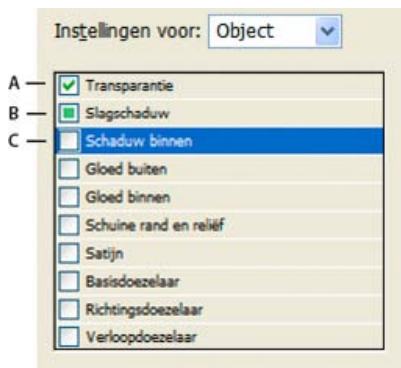 Instellingen voor: Object
A Transparantie
B Slagschaduw
C Schaduw binnen
Gloed buiten
Gloed binnen
Schuine rand en reliëf
Satijn
Basisdoezelaar
Richtingsdoezelaar
Verloopdoezelaar